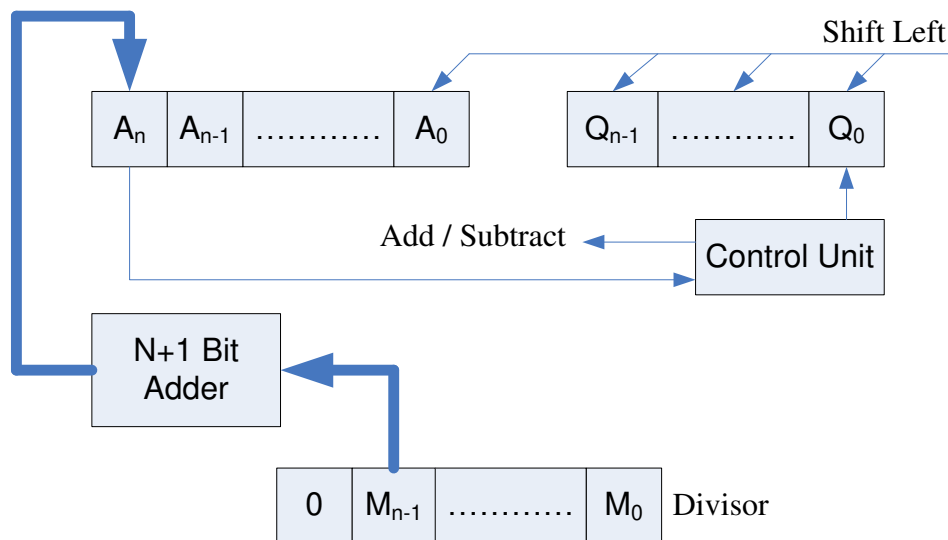 Shift Left
Aₙ Aₙ₋₁ ............ A₀ Qₙ₋₁ ............ Q₀
Add / Subtract
Control Unit
N+1 Bit
Adder
0 Mₙ₋₁ ............ M₀ Divisor